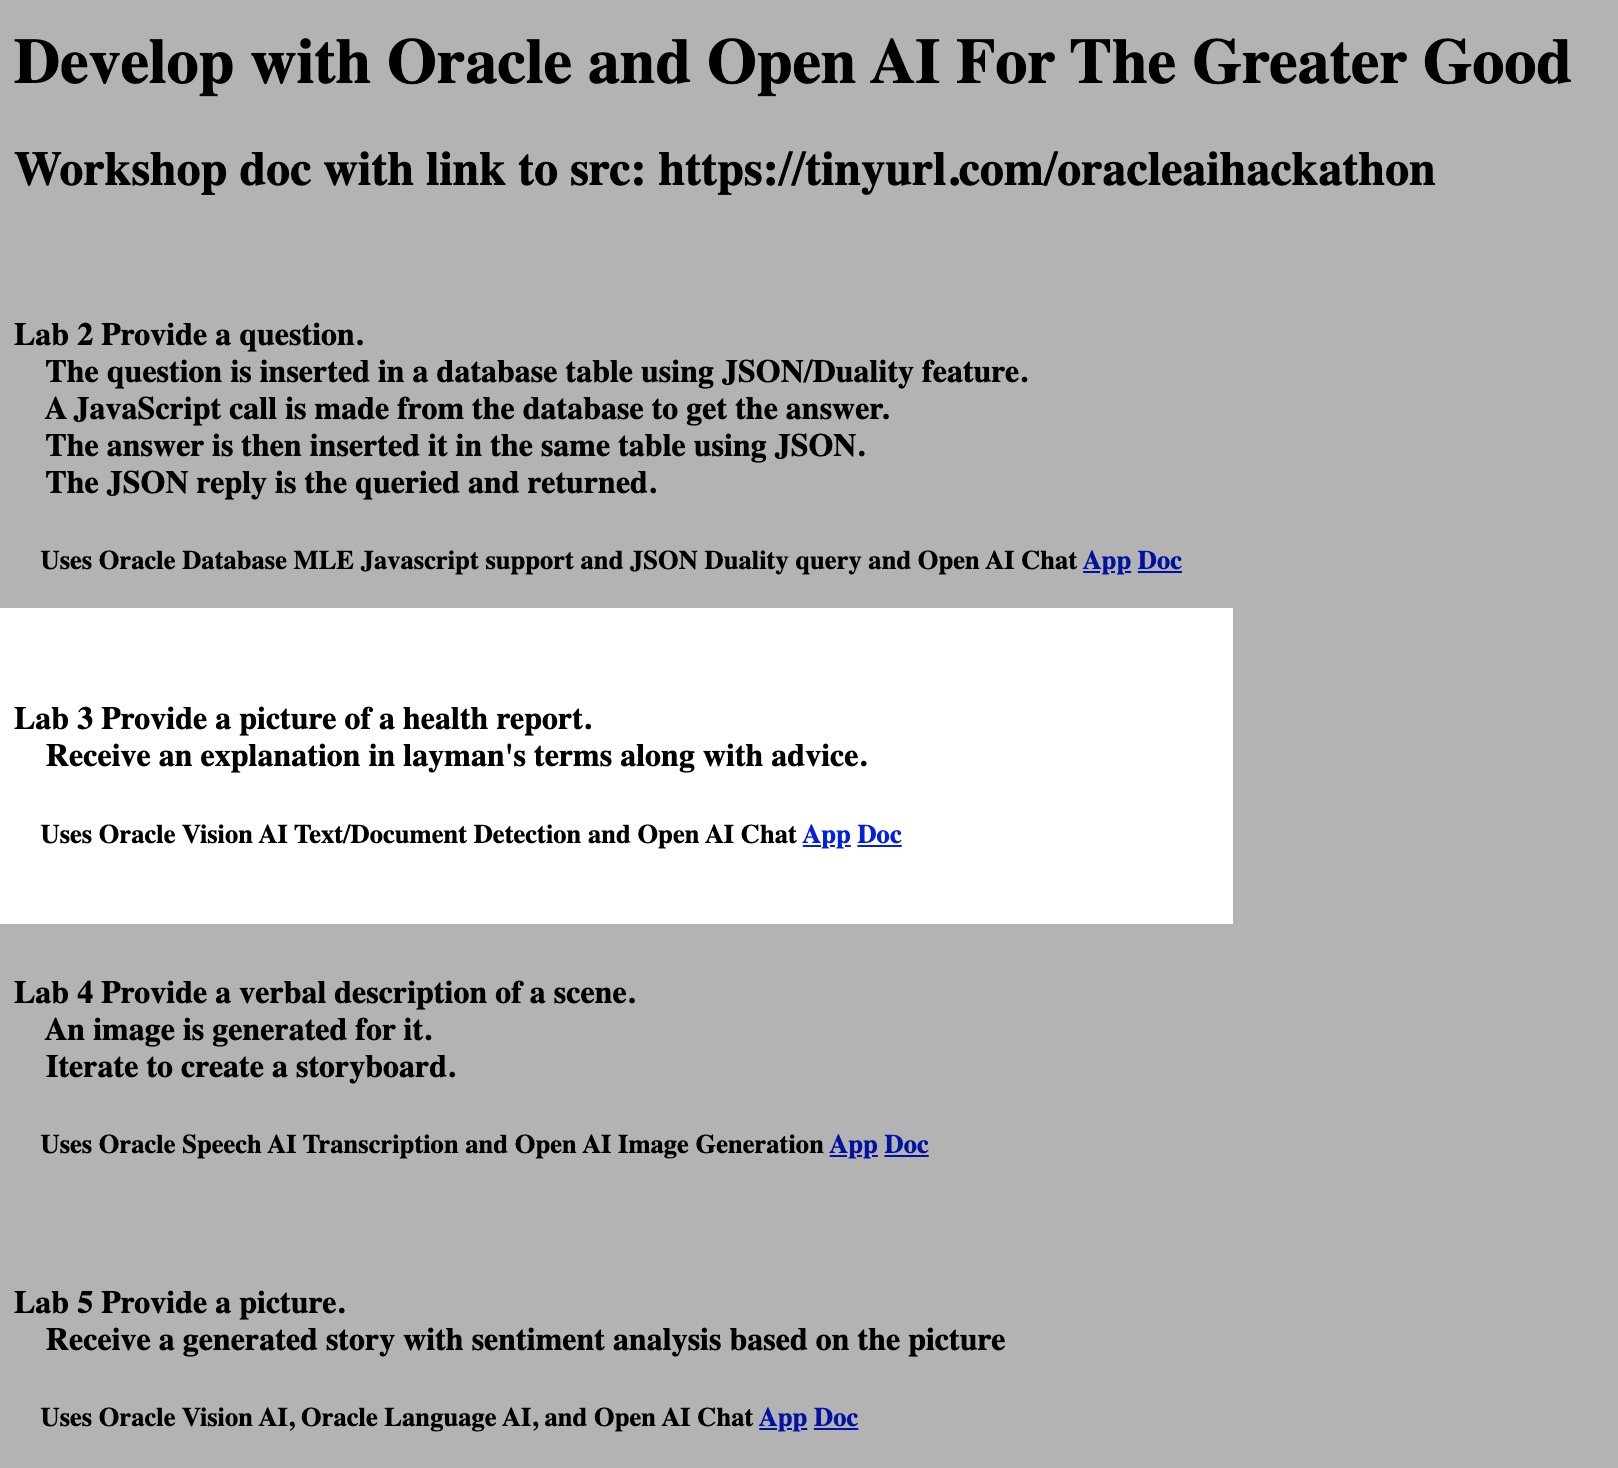 Develop with Oracle and Open AI For The Greater Good
Workshop doc with link to src: https://tinyurl.com/oracleaihackathon
Lab 2 Provide a question.
The question is inserted in a database table using JSON/Duality feature.
A JavaScript call is made from the database to get the answer.
The answer is then inserted it in the same table using JSON.
The JSON reply is the queried and returned.
Uses Oracle Database MLE Javascript support and JSON Duality query and Open AI Chat App Doc
Lab 3 Provide a picture of a health report.
Receive an explanation in layman's terms along with advice.
Uses Oracle Vision AI Text/Document Detection and Open AI Chat App Doc
Lab 4 Provide a verbal description of a scene.
An image is generated for it.
Iterate to create a storyboard.
Uses Oracle Speech AI Transcription and Open AI Image Generation App Doc
Lab 5 Provide a picture.
Receive a generated story with sentiment analysis based on the picture
Uses Oracle Vision AI, Oracle Language AI, and Open AI Chat App Doc